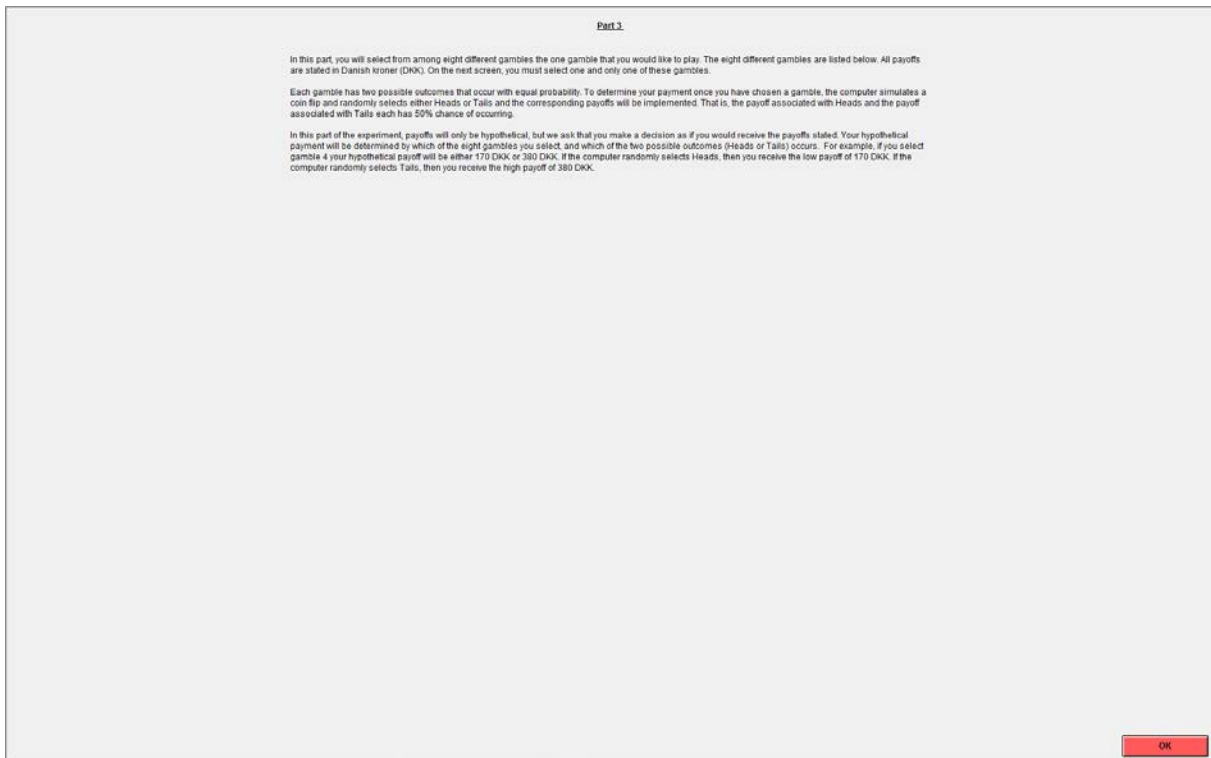 Part 3
In this part, you will select from among eight different gambles the one gamble that you would like to play. The eight different gambles are listed below. All payoffs
are stated in Danish kroner (DKK). On the next screen, you must select one and only one of these gambles.
Each gamble has two possible outcomes that occur with equal probability. To determine your payment once you have chosen a gamble, the computer simulates a
coin flip and randomly selects either Heads or Tails and the corresponding payoffs will be implemented. That is, the payoff associated with Heads and the payoff
associated with Tails each has 50% chance of occurring.
In this part of the experiment, payoffs will only be hypothetical, but we ask that you make a decision as if you would receive the payoffs stated. Your hypothetical
payment will be determined by which of the eight gambles you select, and which of the two possible outcomes (Heads or Tails) occurs. For example, if you select
gamble 4 your hypothetical payoff will be either 170 DKK or 380 DKK. If the computer randomly selects Heads, then you receive the low payoff of 170 DKK. If the
computer randomly selects Tails, then you receive the high payoff of 380 DKK.
OK